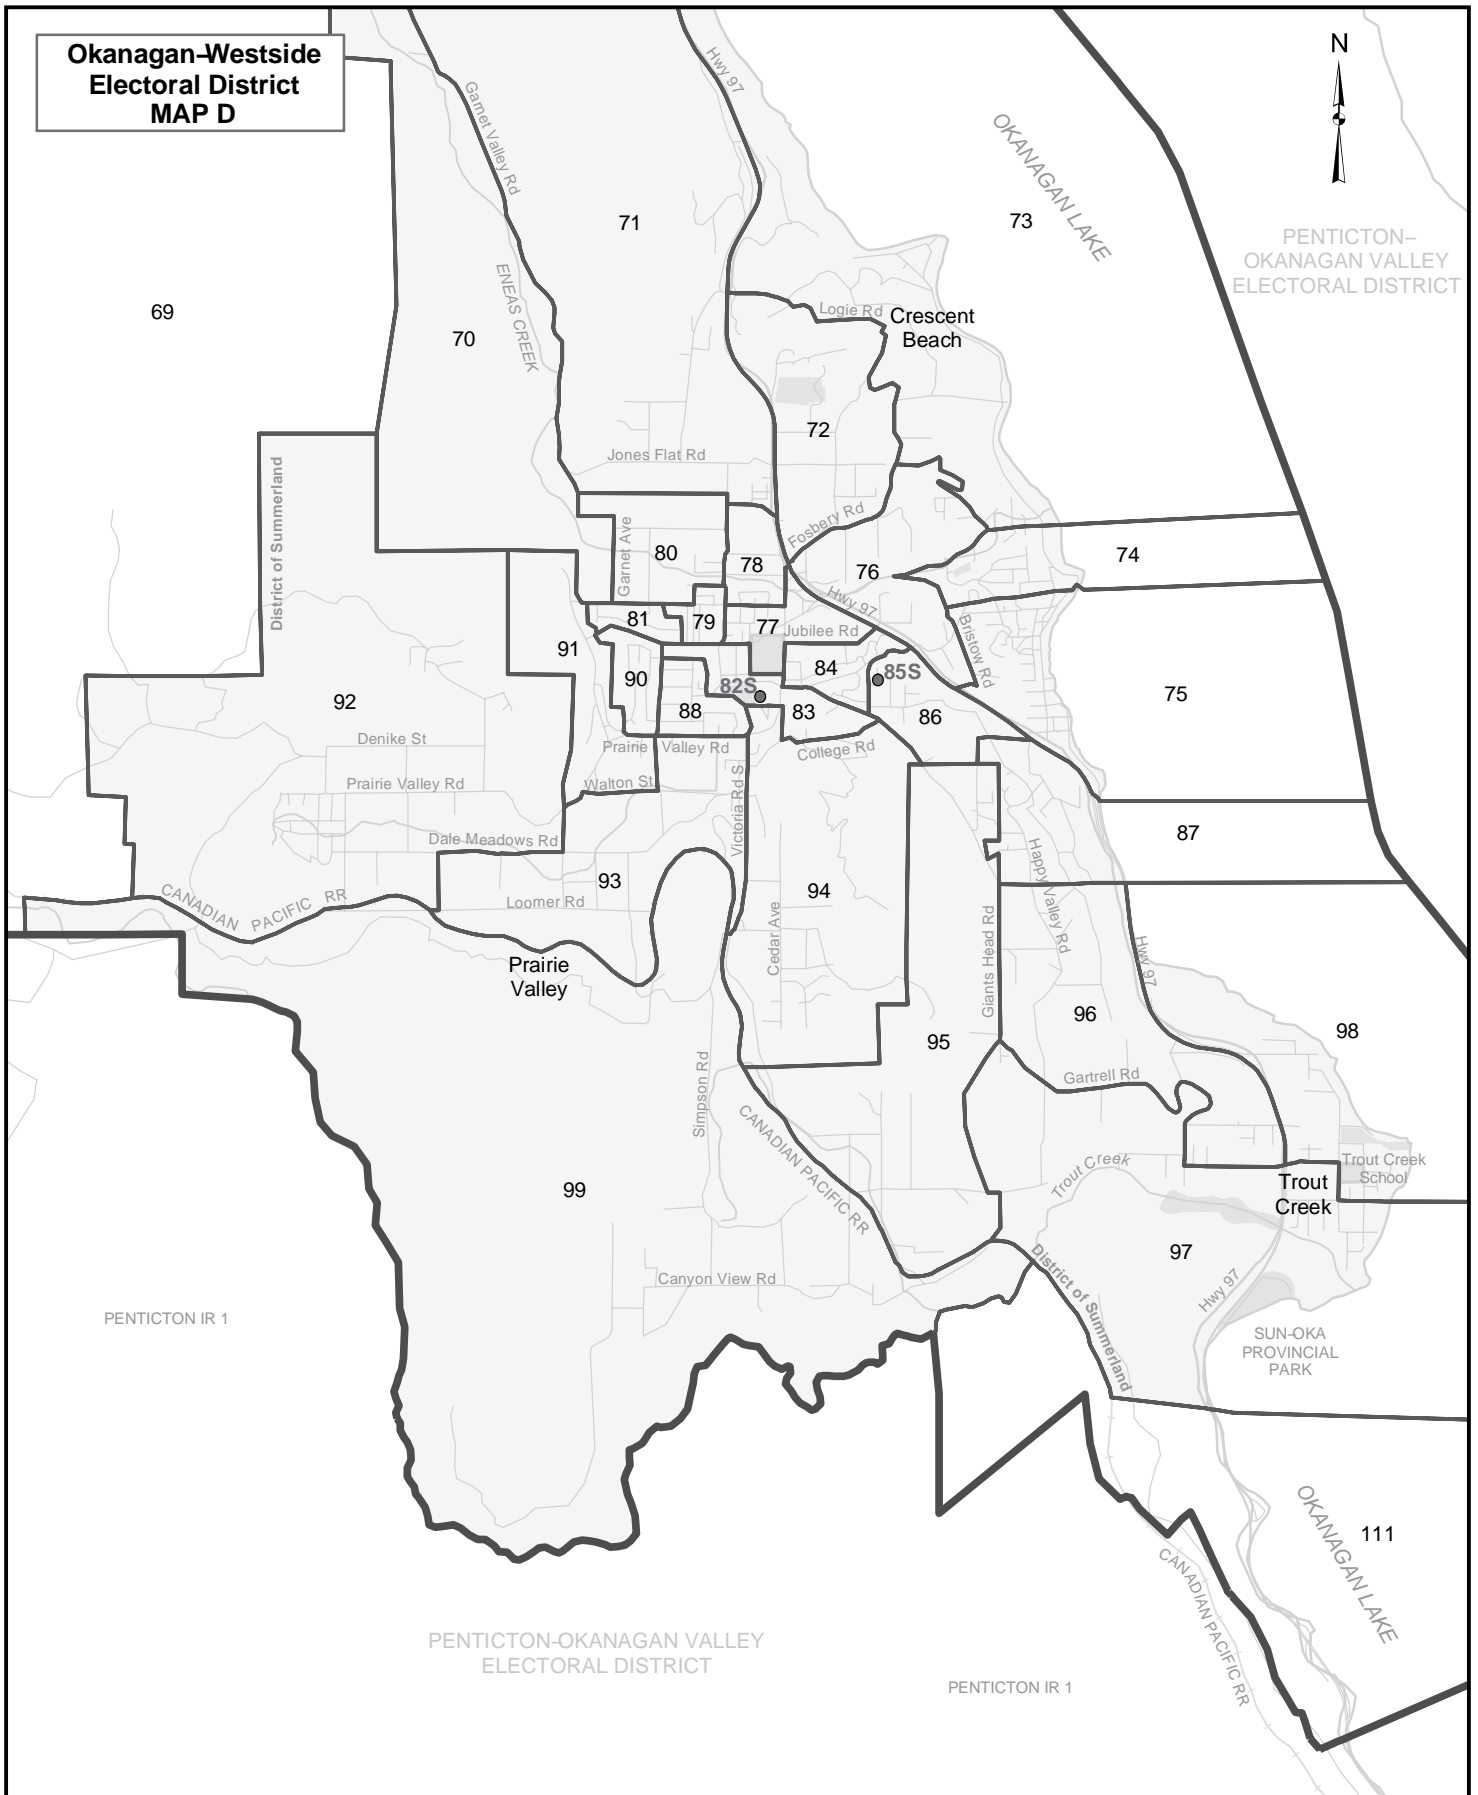 Okanagan–Westside
Electoral District
MAP D
N
Hwy 97
Garnet Valley Rd
OKANAGAN LAKE
73
71
PENTICTON–
OKANAGAN VALLEY
ELECTORAL DISTRICT
69
70
ENEAS CREEK
Logie Rd
Crescent
Beach
72
Jones Flat Rd
District of Summerland
Fosbery Rd
Garnet Ave
80
78
76
74
Hwy 97
81
79
77
Jubilee Rd
Bristow Rd
91
90
84
85S
82S
75
92
88
83
86
Denike St
Prairie Valley Rd
College Rd
Prairie Valley Rd
Walton St
Victoria Rd S
87
Dale Meadows Rd
Happy Valley Rd
93
94
CANADIAN PACIFIC RR
Loomer Rd
Cedar Ave
Giants Head Rd
Hwy 97
Prairie
Valley
96
98
95
Simpson Rd
Gartrell Rd
CANADIAN PACIFIC RR
Trout Creek
Trout Creek
School
99
Trout
Creek
97
District of Summerland
Canyon View Rd
Hwy 97
PENTICTON IR 1
SUN-OKA
PROVINCIAL
PARK
OKANAGAN LAKE
111
CANADIAN PACIFIC RR
PENTICTON-OKANAGAN VALLEY
ELECTORAL DISTRICT
PENTICTON IR 1